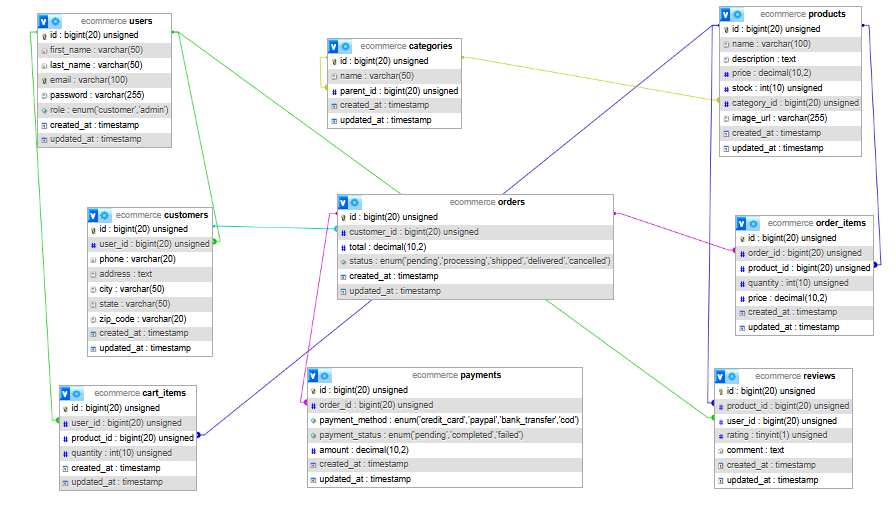 ecommerce users
id : bigint(20) unsigned
first_name : varchar(50)
last_name : varchar(50)
email : varchar(100)
password : varchar(255)
role : enum('customer','admin')
created_at : timestamp
updated_at : timestamp
ecommerce categories
id : bigint(20) unsigned
name : varchar(50)
parent_id : bigint(20) unsigned
created_at : timestamp
updated_at : timestamp
ecommerce products
id : bigint(20) unsigned
name : varchar(100)
description : text
price : decimal(10,2)
stock : int(10) unsigned
category_id : bigint(20) unsigned
image_url : varchar(255)
created_at : timestamp
updated_at : timestamp
ecommerce customers
id : bigint(20) unsigned
user_id : bigint(20) unsigned
phone : varchar(20)
address : text
city : varchar(50)
state : varchar(50)
zip_code : varchar(20)
created_at : timestamp
updated_at : timestamp
ecommerce orders
id : bigint(20) unsigned
customer_id : bigint(20) unsigned
total : decimal(10,2)
status : enum('pending','processing','shipped','delivered','cancelled')
created_at : timestamp
updated_at : timestamp
ecommerce order_items
id : bigint(20) unsigned
order_id : bigint(20) unsigned
product_id : bigint(20) unsigned
quantity : int(10) unsigned
price : decimal(10,2)
created_at : timestamp
updated_at : timestamp
ecommerce cart_items
id : bigint(20) unsigned
user_id : bigint(20) unsigned
product_id : bigint(20) unsigned
quantity : int(10) unsigned
created_at : timestamp
updated_at : timestamp
ecommerce payments
id : bigint(20) unsigned
order_id : bigint(20) unsigned
payment_method : enum('credit_card','paypal','bank_transfer','cod')
payment_status : enum('pending','completed','failed')
amount : decimal(10,2)
created_at : timestamp
updated_at : timestamp
ecommerce reviews
id : bigint(20) unsigned
product_id : bigint(20) unsigned
user_id : bigint(20) unsigned
rating : tinyint(1) unsigned
comment : text
created_at : timestamp
updated_at : timestamp